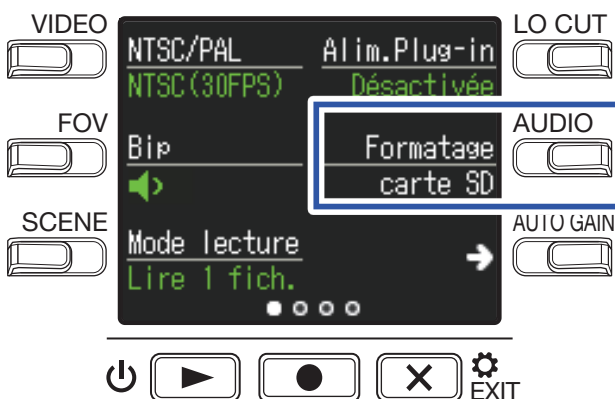 VIDEO
LO CUT
NTSC/PAL
Alim.Plug-in
NTSC(30FPS)
Désactivée
FOV
AUDIO
Bip
Formatage
carte SD
SCENE
AUTO GAIN
Mode lecture
Lire 1 fich.
EXIT